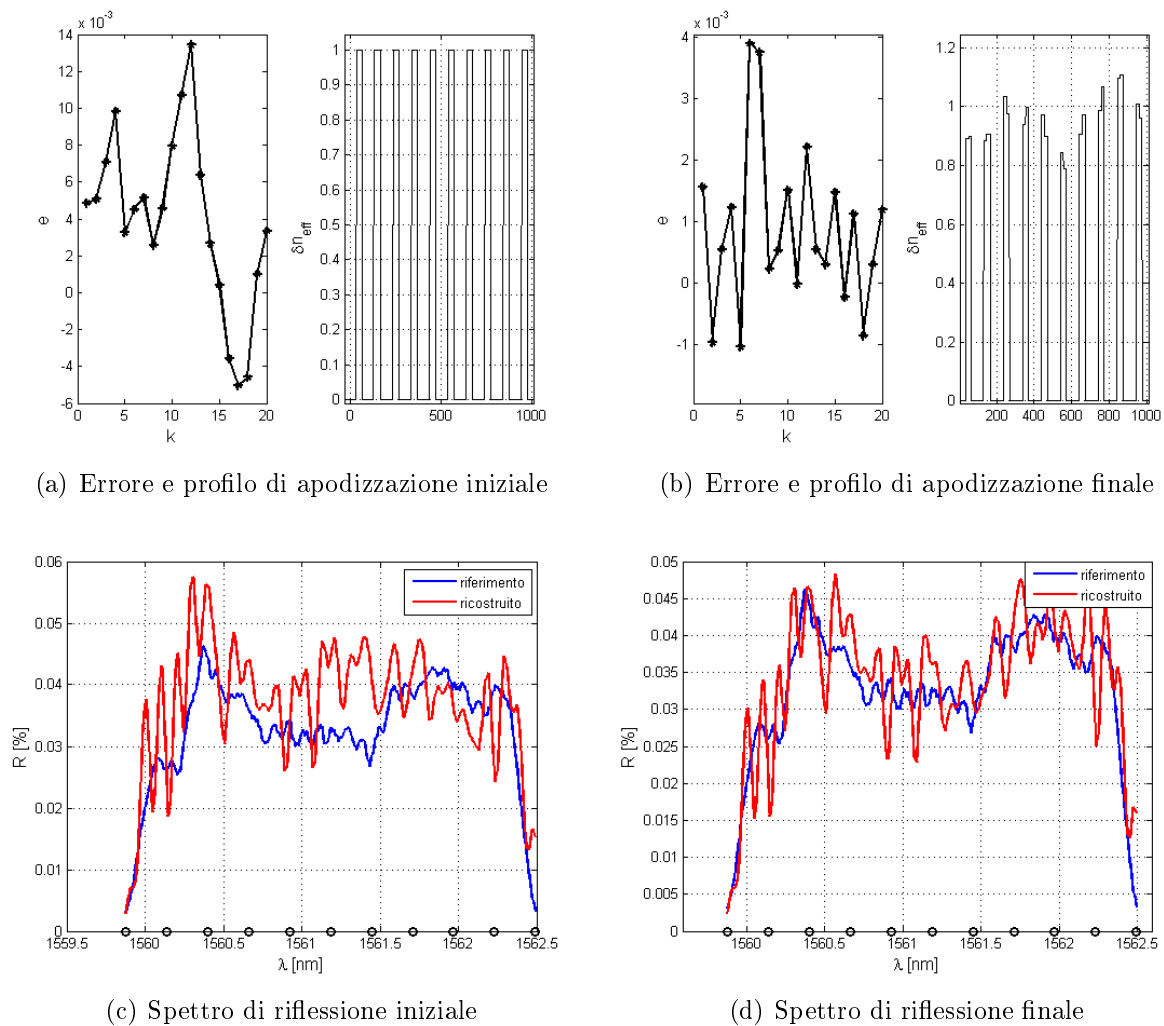 x 10⁻³
14
12
10
8
6
4
2
0
-2
-4
-6
e
0 5 10 15 20
k
1
0.9
0.8
0.7
0.6
0.5
0.4
0.3
0.2
0.1
0
δn_eff
0 500 1000
x 10⁻³
4
3
2
1
0
-1
e
0 5 10 15 20
k
1.2
1
0.8
0.6
0.4
0.2
0
δn_eff
200 400 600 800 1000
(a) Errore e profilo di apodizzazione iniziale
(b) Errore e profilo di apodizzazione finale
0.06
0.05
0.04
0.03
0.02
0.01
0
R [%]
riferimento
ricostruito
1559.5 1560 1560.5 1561 1561.5 1562 1562.5
λ [nm]
0.05
0.045
0.04
0.035
0.03
0.025
0.02
0.015
0.01
0.005
0
R [%]
riferimento
ricostruito
1560 1560.5 1561 1561.5 1562 1562.5
λ [nm]
(c) Spettro di riflessione iniziale
(d) Spettro di riflessione finale